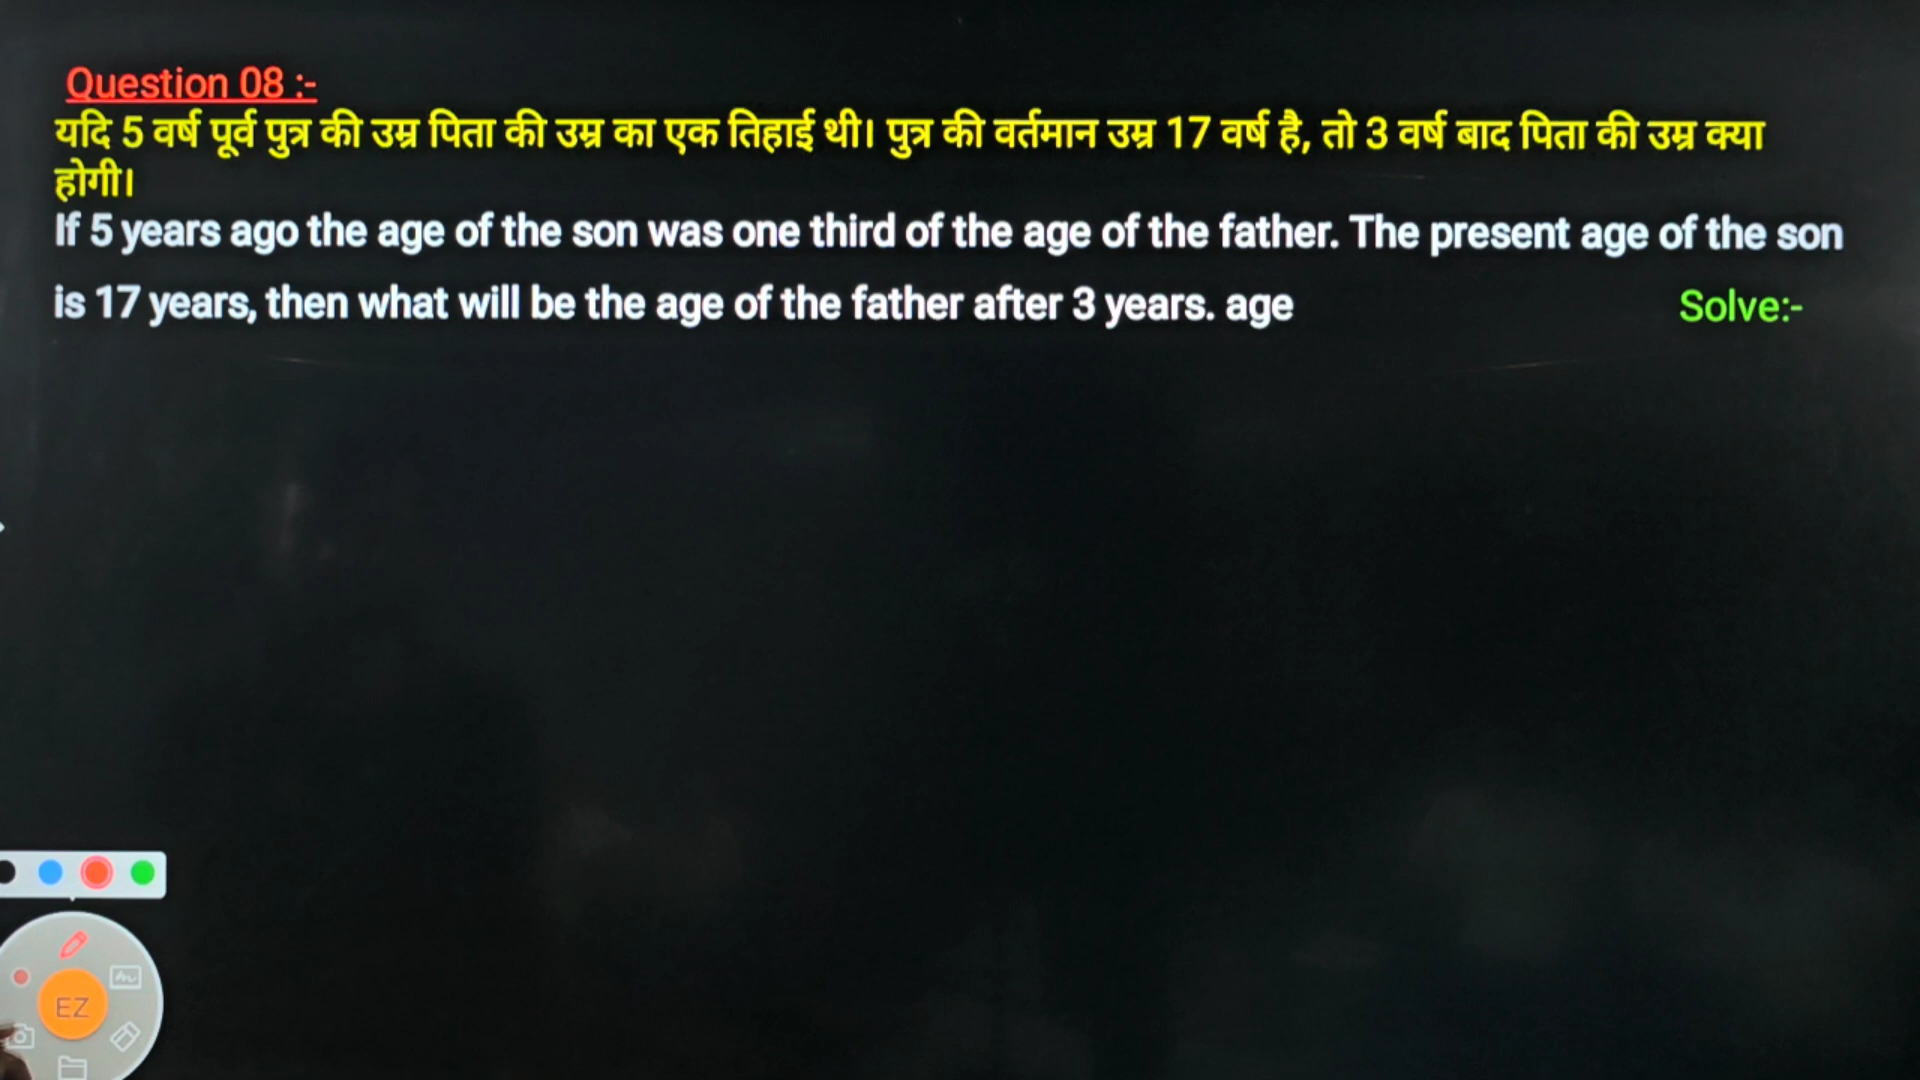 Question 08 :-
यदि 5 वर्ष पूर्व पुत्र की उम्र पिता की उम्र का एक तिहाई थी। पुत्र की वर्तमान उम्र 17 वर्ष है, तो 3 वर्ष बाद पिता की उम्र क्या
होगी।
If 5 years ago the age of the son was one third of the age of the father. The present age of the son
is 17 years, then what will be the age of the father after 3 years. age Solve:-
EZ